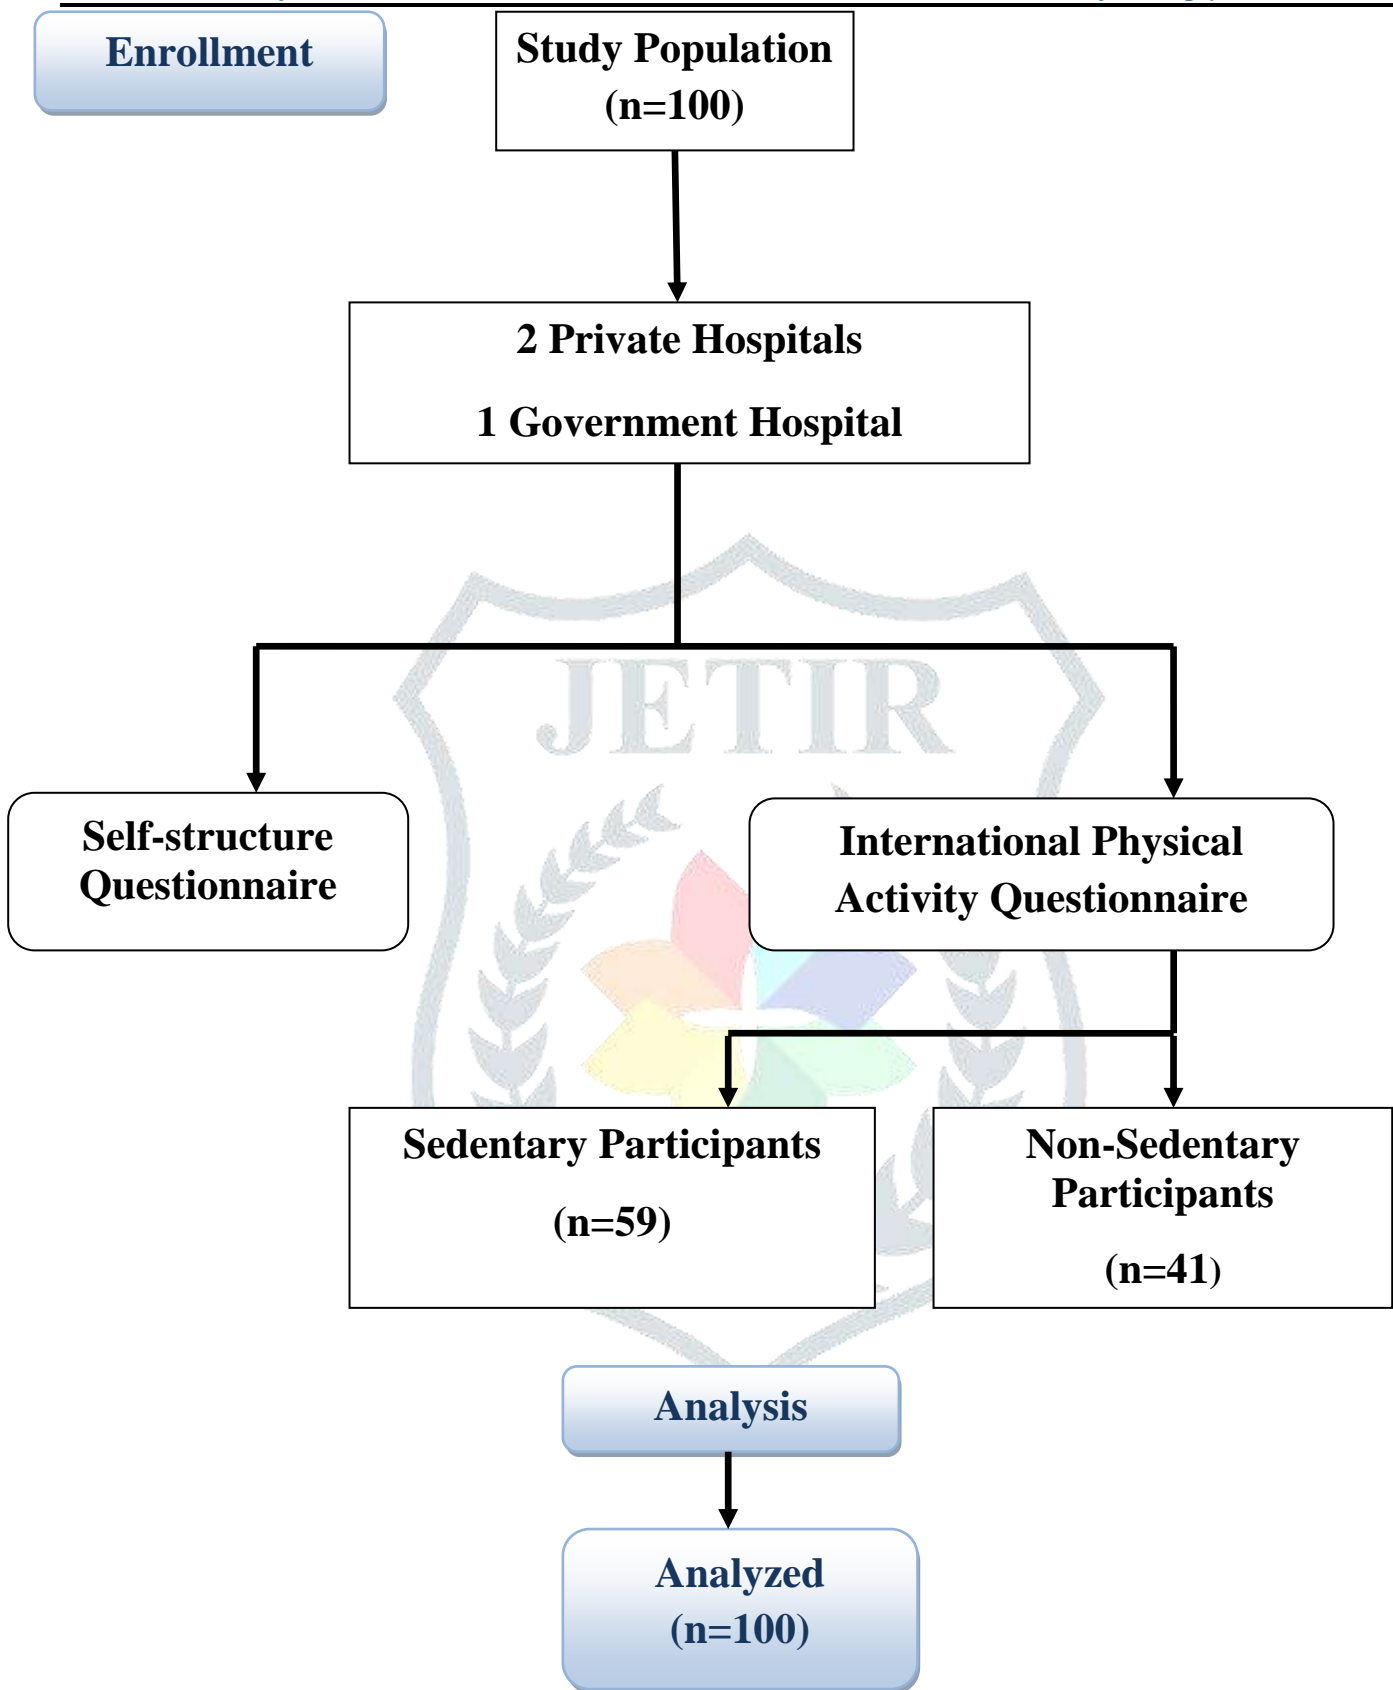 Enrollment
Study Population
(n=100)
2 Private Hospitals
1 Government Hospital
JETIR
Self-structure
Questionnaire
International Physical
Activity Questionnaire
Sedentary Participants
(n=59)
Non-Sedentary
Participants
(n=41)
Analysis
Analyzed
(n=100)